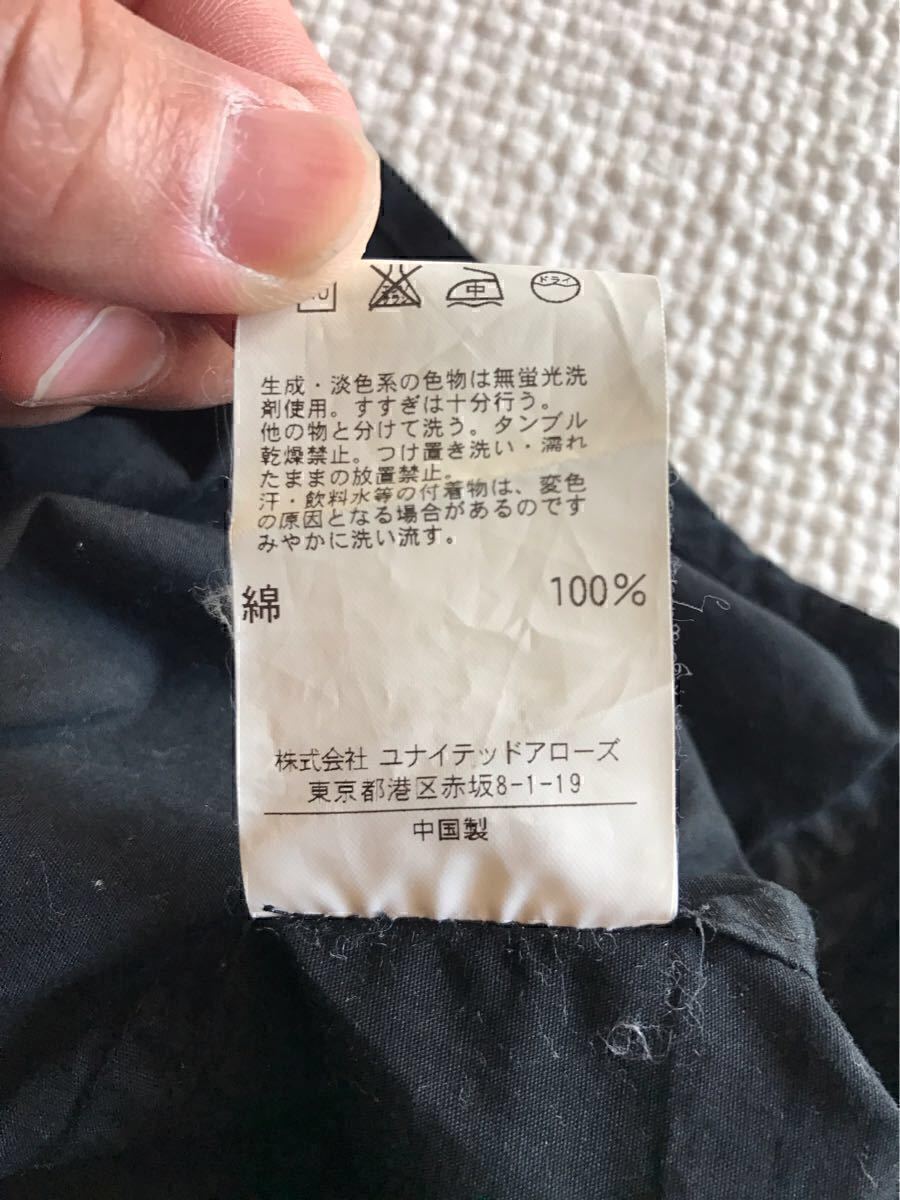 中 ドライ
生成・淡色系の色物は無蛍光洗
剤使用。すすぎは十分行う。
他の物と分けて洗う。タンブル
乾燥禁止。つけ置き洗い・濡れ
たままの放置禁止。
汗・飲料水等の付着物は、変色
の原因となる場合があるのです
みやかに洗い流す。
綿 100%
株式会社 ユナイテッドアローズ
東京都港区赤坂8-1-19
中国製